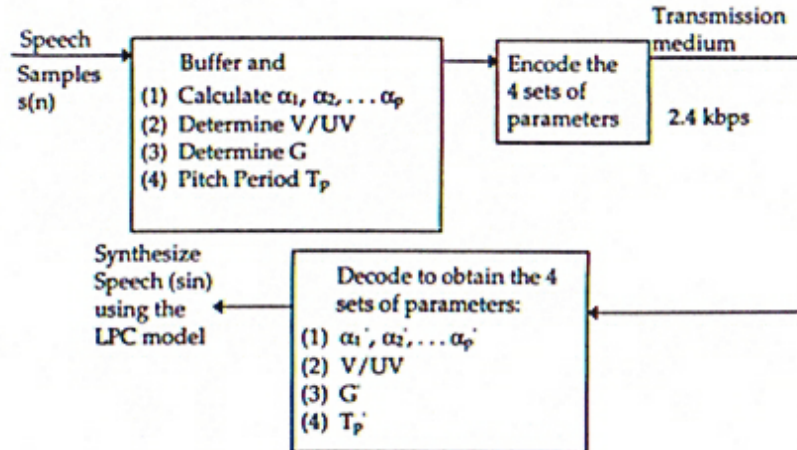 Speech
Samples
s(n)
Buffer and
(1) Calculate α₁, α₂, . . . αₚ
(2) Determine V/UV
(3) Determine G
(4) Pitch Period Tₚ
Encode the
4 sets of
parameters
Transmission
medium
2.4 kbps
Synthesize
Speech (sin)
using the
LPC model
Decode to obtain the 4
sets of parameters:
(1) α₁', α₂', . . . αₚ'
(2) V/UV
(3) G'
(4) Tₚ'